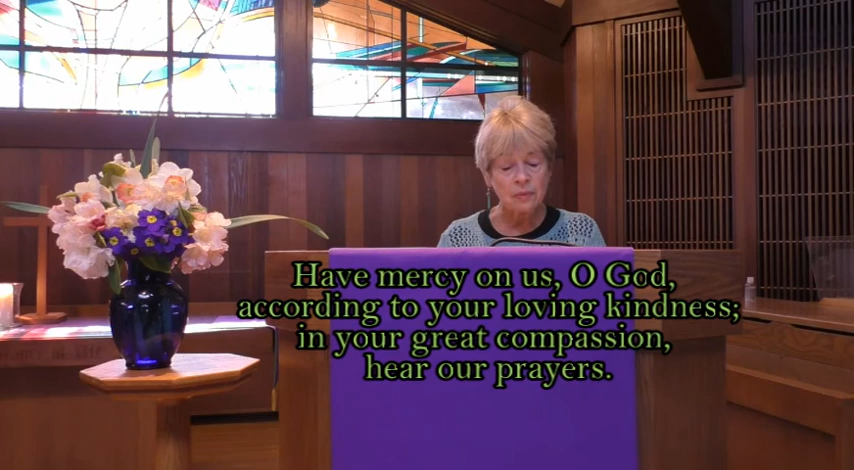 Have mercy on us, O God,
according to your loving kindness;
in your great compassion,
hear our prayers.